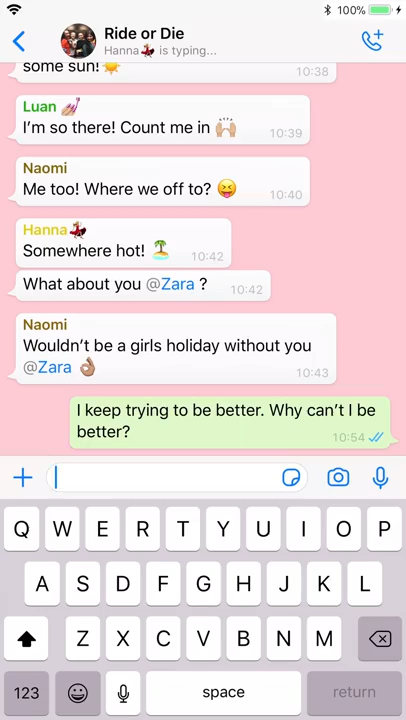 100%
Ride or Die
Hanna💃 is typing...
some sun!☀️
10:38
Luan 💅🏼
I'm so there! Count me in 🙌🏼
10:39
Naomi
Me too! Where we off to? 😝
10:40
Hanna💃
Somewhere hot! 🏝
10:42
What about you @Zara ?
10:42
Naomi
Wouldn't be a girls holiday without you
@Zara 👌🏽
10:43
I keep trying to be better. Why can't I be
better?
10:54
Q W E R T Y U I O P
A S D F G H J K L
Z X C V B N M
123 space return